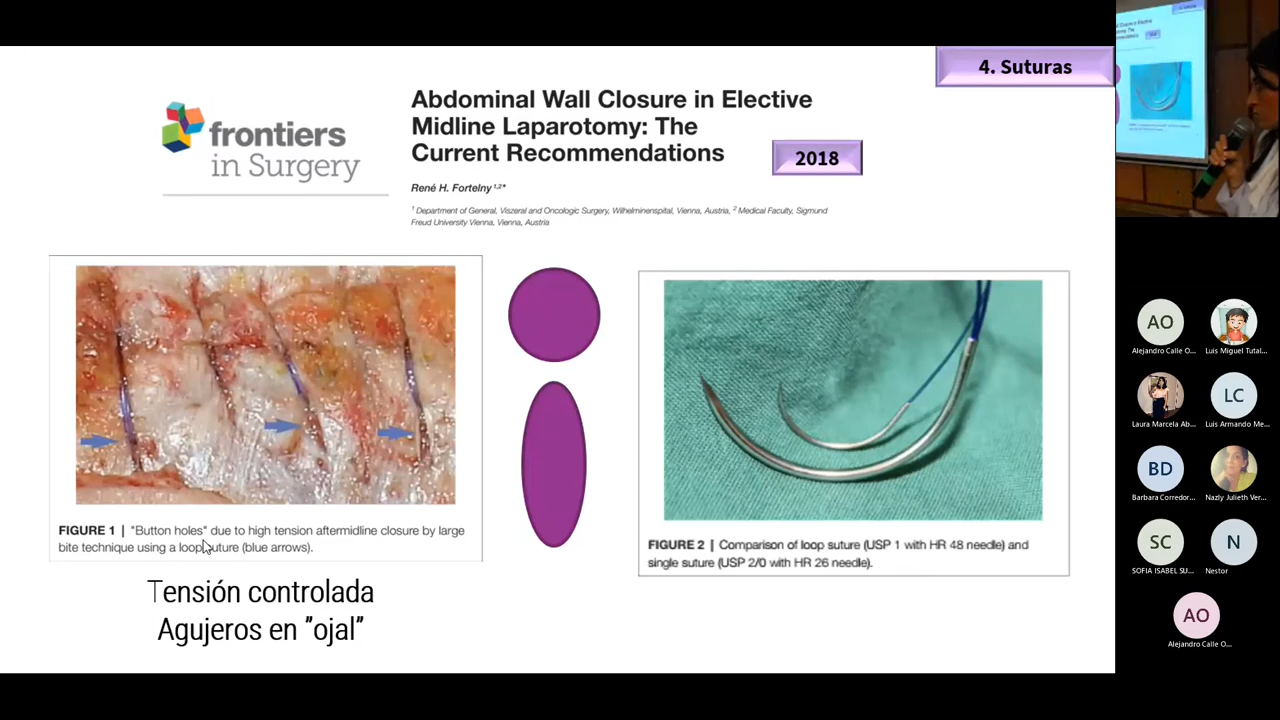 4. Suturas
frontiers
in Surgery
Abdominal Wall Closure in Elective
Midline Laparotomy: The
Current Recommendations
2018
René H. Fortelny 1,2*
1 Department of General, Viszeral and Oncologic Surgery, Wilhelminenspital, Vienna, Austria, 2 Medical Faculty, Sigmund
Freud University Vienna, Vienna, Austria
FIGURE 1 | "Button holes" due to high tension aftermidline closure by large
bite technique using a loop suture (blue arrows).
FIGURE 2 | Comparison of loop suture (USP 1 with HR 48 needle) and
single suture (USP 2/0 with HR 26 needle).
Tensión controlada
Agujeros en "ojal"
AO
Alejandro Calle O...
Luis Miguel Tutal...
Laura Marcela Ab...
LC
Luis Armando Me...
BD
Barbara Corredor...
Nazly Julieth Ver...
SC
SOFIA ISABEL SU...
N
Nestor
AO
Alejandro Calle O...